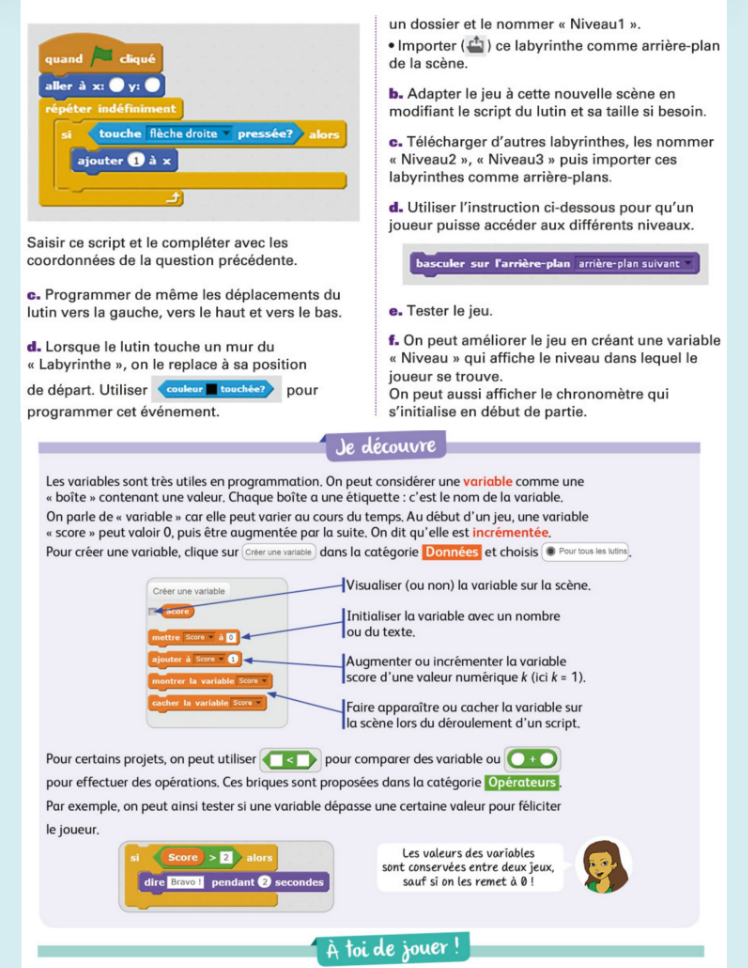 quand cliqué
aller à x: y:
répéter indéfiniment
si touche flèche droite pressée? alors
ajouter 1 à x
Saisir ce script et le compléter avec les
coordonnées de la question précédente.
c. Programmer de même les déplacements du
lutin vers la gauche, vers le haut et vers le bas.
d. Lorsque le lutin touche un mur du
« Labyrinthe », on le replace à sa position
de départ. Utiliser couleur touchée? pour
programmer cet événement.
un dossier et le nommer « Niveau1 ».
• Importer ( ) ce labyrinthe comme arrière-plan
de la scène.
b. Adapter le jeu à cette nouvelle scène en
modifiant le script du lutin et sa taille si besoin.
c. Télécharger d'autres labyrinthes, les nommer
« Niveau2 », « Niveau3 » puis importer ces
labyrinthes comme arrière-plans.
d. Utiliser l'instruction ci-dessous pour qu'un
joueur puisse accéder aux différents niveaux.
basculer sur l'arrière-plan arrière-plan suivant
e. Tester le jeu.
f. On peut améliorer le jeu en créant une variable
« Niveau » qui affiche le niveau dans lequel le
joueur se trouve.
On peut aussi afficher le chronomètre qui
s'initialise en début de partie.
Je découvre
Les variables sont très utiles en programmation. On peut considérer une variable comme une
« boîte » contenant une valeur. Chaque boîte a une étiquette : c'est le nom de la variable.
On parle de « variable » car elle peut varier au cours du temps. Au début d'un jeu, une variable
« score » peut valoir 0, puis être augmentée par la suite. On dit qu'elle est incrémentée.
Pour créer une variable, clique sur Créer une variable dans la catégorie Données et choisis Pour tous les lutins.
Créer une variable
score
mettre Score à 0
ajouter à Score 1
montrer la variable Score
cacher la variable Score
Visualiser (ou non) la variable sur la scène.
Initialiser la variable avec un nombre
ou du texte.
Augmenter ou incrémenter la variable
score d'une valeur numérique k (ici k = 1).
Faire apparaître ou cacher la variable sur
la scène lors du déroulement d'un script.
Pour certains projets, on peut utiliser < pour comparer des variable ou +
pour effectuer des opérations. Ces briques sont proposées dans la catégorie Opérateurs.
Par exemple, on peut ainsi tester si une variable dépasse une certaine valeur pour féliciter
le joueur.
si Score > 2 alors
dire Bravo ! pendant 2 secondes
Les valeurs des variables
sont conservées entre deux jeux,
sauf si on les remet à 0 !
À toi de jouer !